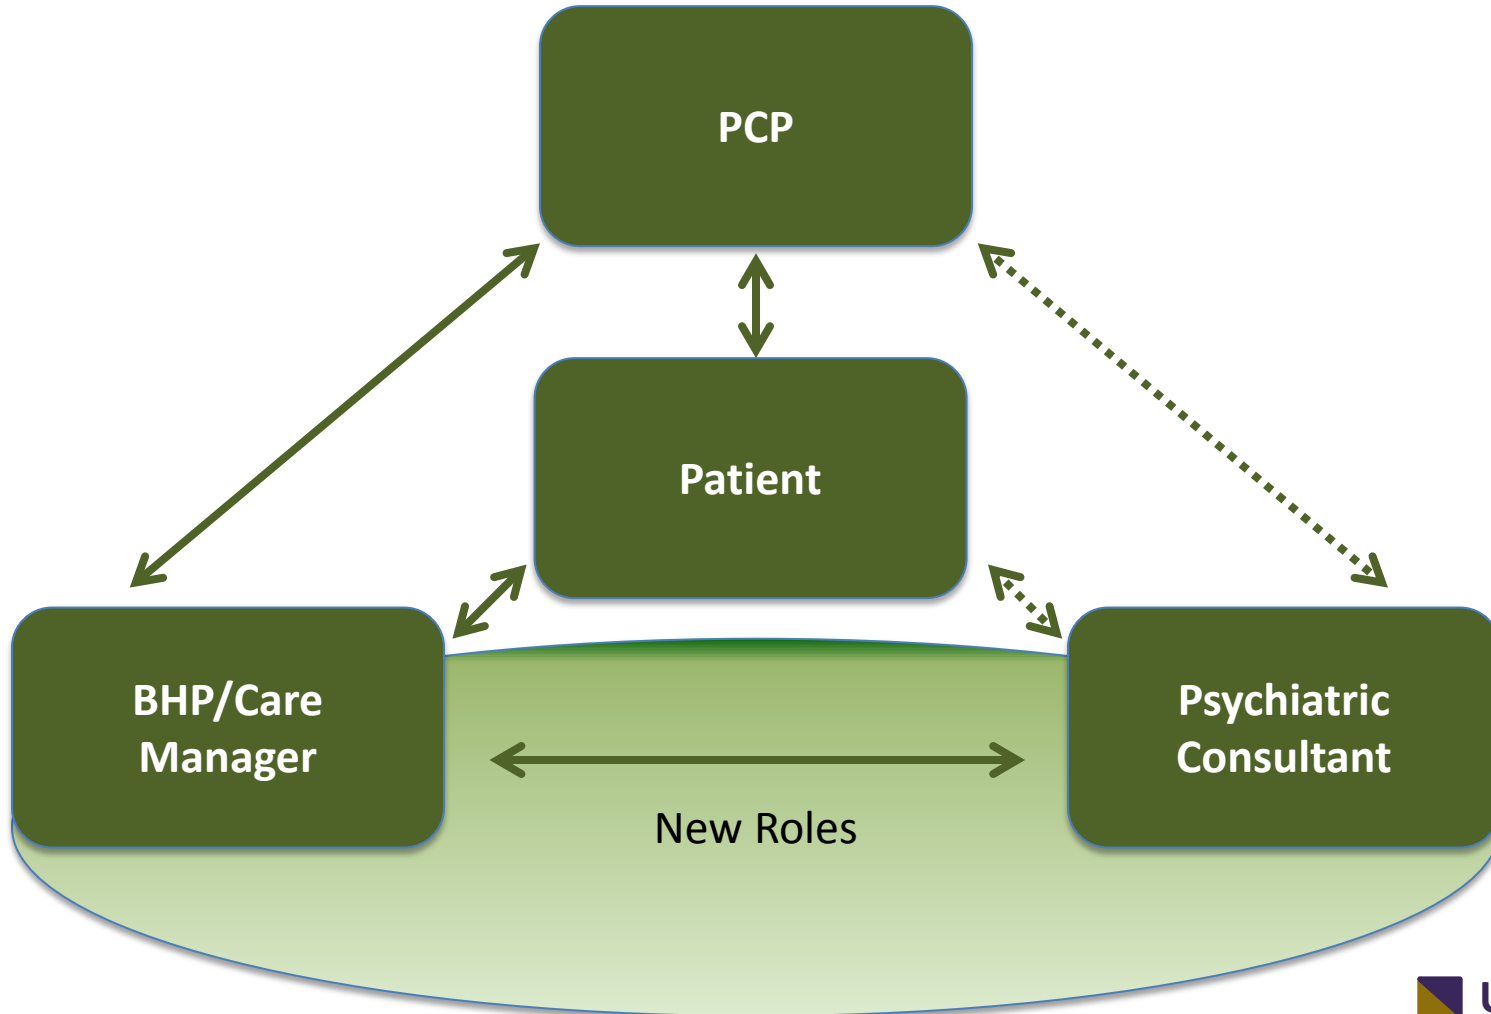 PCP
Patient
BHP/Care
Manager
Psychiatric
Consultant
New Roles